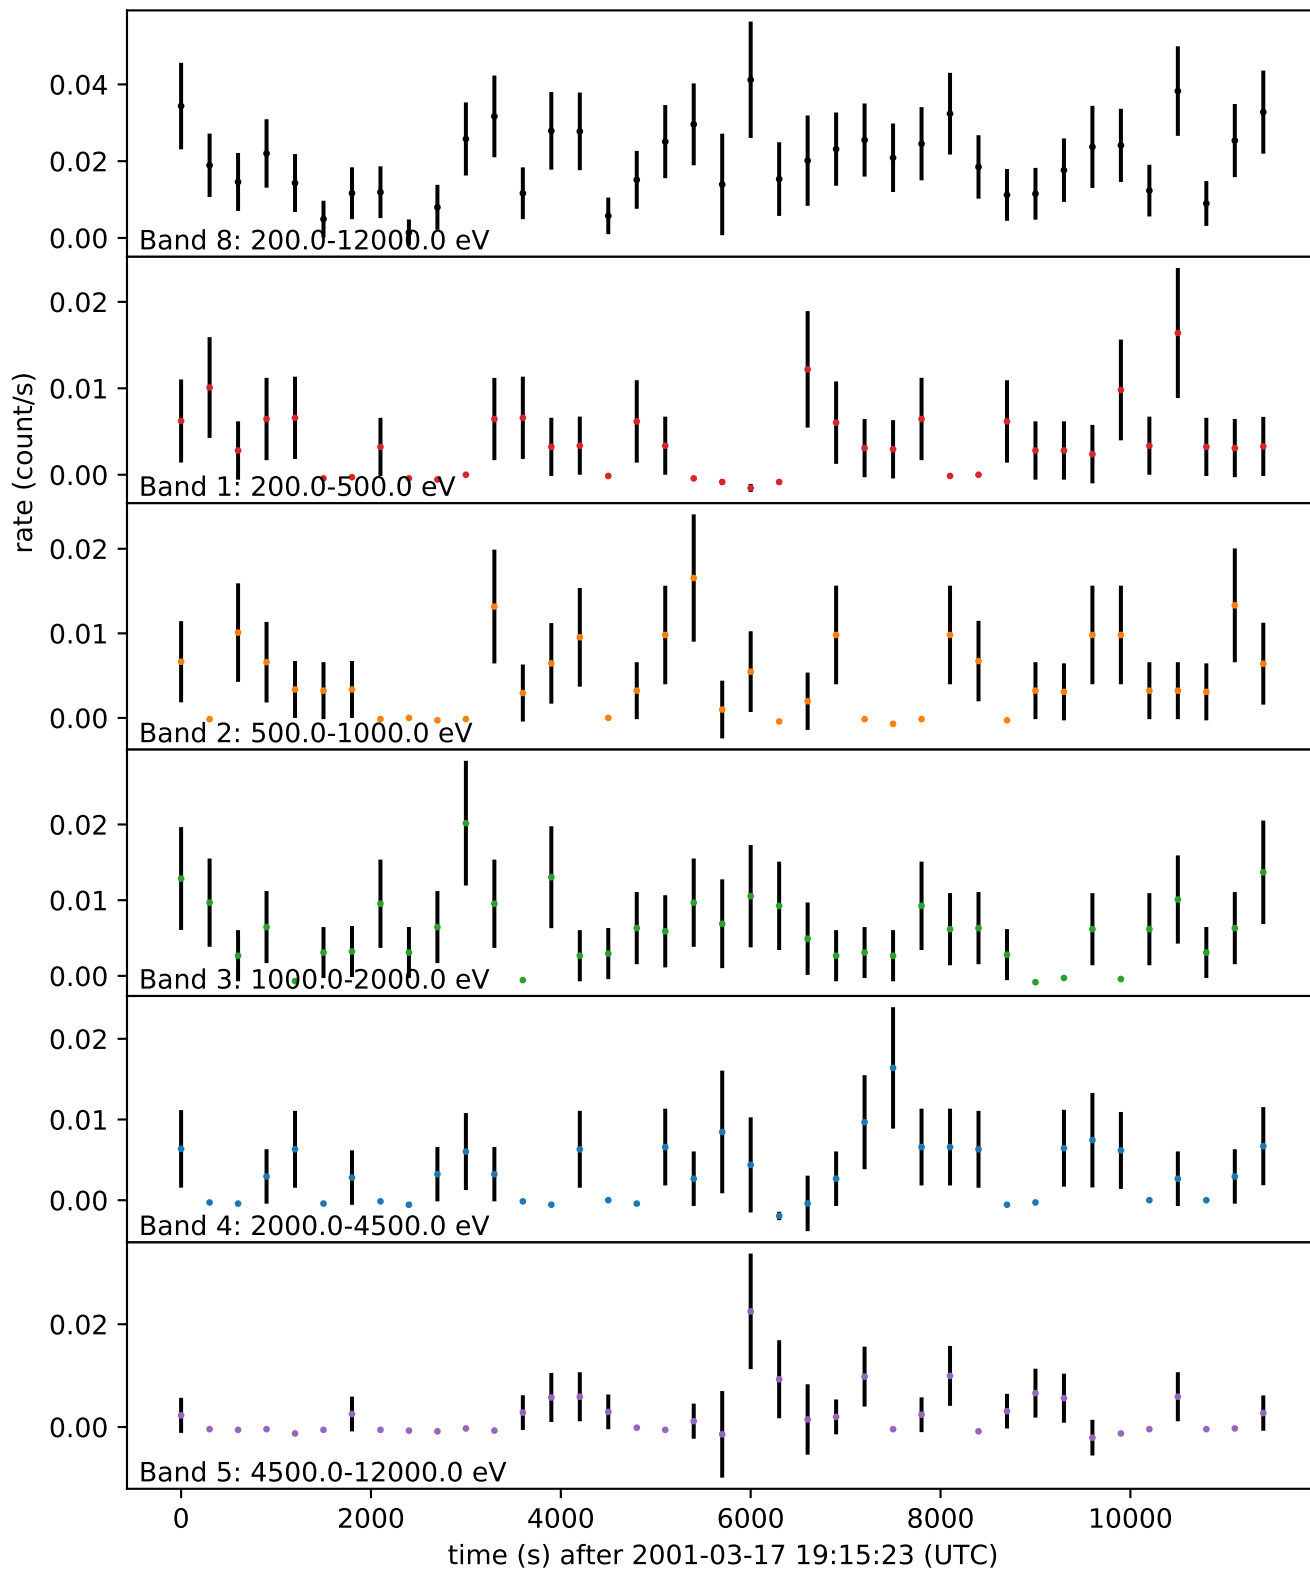 0.04
0.02
0.00
Band 8: 200.0-12000.0 eV
0.02
0.01
0.00
Band 1: 200.0-500.0 eV
rate (count/s)
0.02
0.01
0.00
Band 2: 500.0-1000.0 eV
0.02
0.01
0.00
Band 3: 1000.0-2000.0 eV
0.02
0.01
0.00
Band 4: 2000.0-4500.0 eV
0.02
0.00
Band 5: 4500.0-12000.0 eV
0 2000 4000 6000 8000 10000
time (s) after 2001-03-17 19:15:23 (UTC)